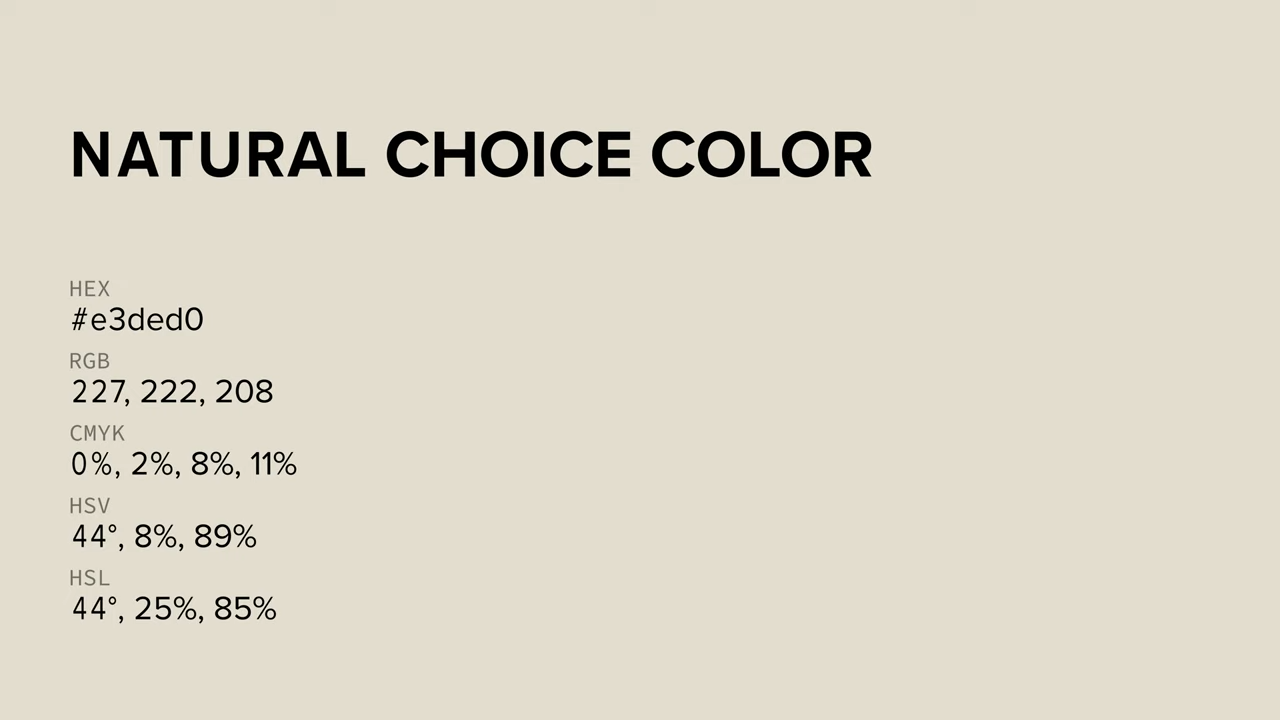 NATURAL CHOICE COLOR
HEX
#e3ded0
RGB
227, 222, 208
CMYK
0%, 2%, 8%, 11%
HSV
44°, 8%, 89%
HSL
44°, 25%, 85%